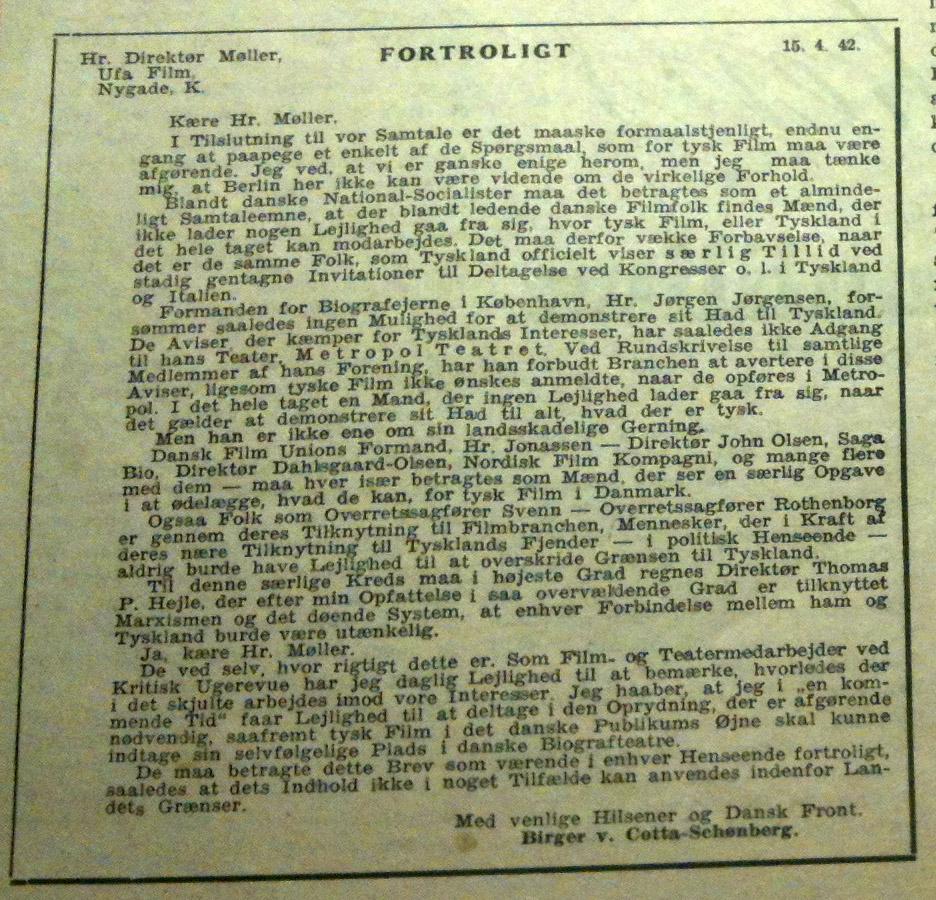 Hr. Direktør Møller,
Ufa Film,
Nygade, K.
FORTROLIGT
15. 4. 42.
Kære Hr. Møller.
I Tilslutning til vor Samtale er det maaske formaalstjenligt, endnu en-
gang at paapege et enkelt af de Spørgsmaal, som for tysk Film maa være
afgørende. Jeg ved, at vi er ganske enige herom, men jeg maa tænke
mig, at Berlin her ikke kan være vidende om de virkelige Forhold.
Blandt danske National-Socialister maa det betragtes som et alminde-
ligt Samtaleemne, at der blandt ledende danske Filmfolk findes Mænd, der
ikke lader nogen Lejlighed gaa fra sig, hvor tysk Film, eller Tyskland i
det hele taget kan modarbejdes. Det maa derfor vække Forbavselse, naar
det er de samme Folk, som Tyskland officielt viser særlig Tillid ved
stadig gentagne Invitationer til Deltagelse ved Kongresser o. l. i Tyskland
og Italien.
Formanden for Biografejerne i København, Hr. Jørgen Jørgensen, for-
sømmer saaledes ingen Mulighed for at demonstrere sit Had til Tyskland.
De Aviser, der kæmper for Tysklands Interesser, har saaledes ikke Adgang
til hans Teater, Metropol Teatret. Ved Rundskrivelse til samtlige
Medlemmer af hans Forening, har han forbudt Branchen at avertere i disse
Aviser, ligesom tyske Film ikke ønskes anmeldte, naar de opføres i Metro-
pol. I det hele taget en Mand, der ingen Lejlighed lader gaa fra sig, naar
det gælder at demonstrere sit Had til alt, hvad der er tysk.
Men han er ikke ene om sin landsskadelige Gerning.
Dansk Film Unions Formand, Hr. Jonassen — Direktør John Olsen, Saga
Bio, Direktør Dahlsgaard-Olsen, Nordisk Film Kompagni, og mange flere
med dem — maa hver især betragtes som Mænd, der ser en særlig Opgave
i at ødelægge, hvad de kan, for tysk Film i Danmark.
Ogsaa Folk som Overretssagfører Svenn — Overretssagfører Rothenborg
er gennem deres Tilknytning til Filmbranchen, Mennesker, der i Kraft af
deres nære Tilknytning til Tysklands Fjender — i politisk Henseende —
aldrig burde have Lejlighed til at overskride Grænsen til Tyskland.
Til denne særlige Kreds maa i højeste Grad regnes Direktør Thomas
P. Hejle, der efter min Opfattelse i saa overvældende Grad er tilknyttet
Marxismen og det døende System, at enhver Forbindelse mellem ham og
Tyskland burde være utænkelig.
Ja, kære Hr. Møller.
De ved selv, hvor rigtigt dette er. Som Film- og Teatermedarbejder ved
Kritisk Ugerevue har jeg daglig Lejlighed til at bemærke, hvorledes der
i det skjulte arbejdes imod vore Interesser. Jeg haaber, at jeg i „en kom-
mende Tid“ faar Lejlighed til at deltage i den Oprydning, der er afgørende
nødvendig, saafremt tysk Film i det danske Publikums Øjne skal kunne
indtage sin selvfølgelige Plads i danske Biografteatre.
De maa betragte dette Brev som værende i enhver Henseende fortroligt,
saaledes at dets Indhold ikke i noget Tilfælde kan anvendes indenfor Lan-
dets Grænser.
Med venlige Hilsener og Dansk Front.
Birger v. Cotta-Schønberg.